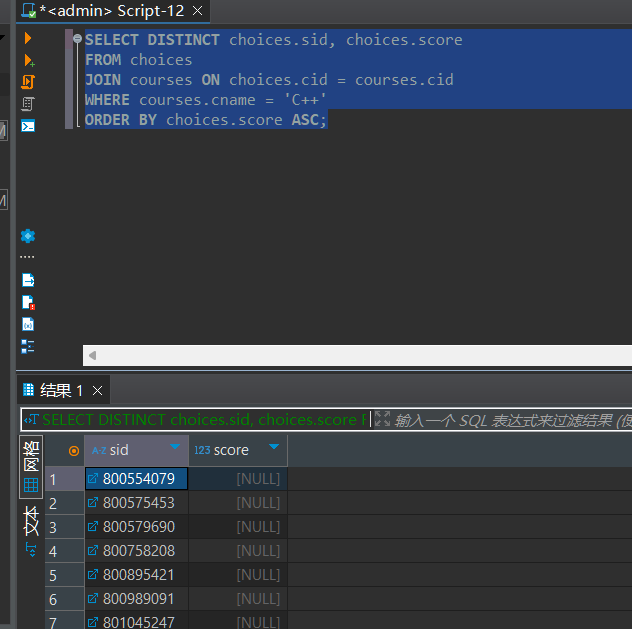 *<admin> Script-12
SELECT DISTINCT choices.sid, choices.score
FROM choices
JOIN courses ON choices.cid = courses.cid
WHERE courses.cname = 'C++'
ORDER BY choices.score ASC;
结果 1
SELECT DISTINCT choices.sid, choices.score
输入一个 SQL 表达式来过滤结果 (使
网格
文本
A-Z sid 123 score
1 800554079 [NULL]
2 800575453 [NULL]
3 800579690 [NULL]
4 800758208 [NULL]
5 800895421 [NULL]
6 800989091 [NULL]
7 801045247 [NULL]